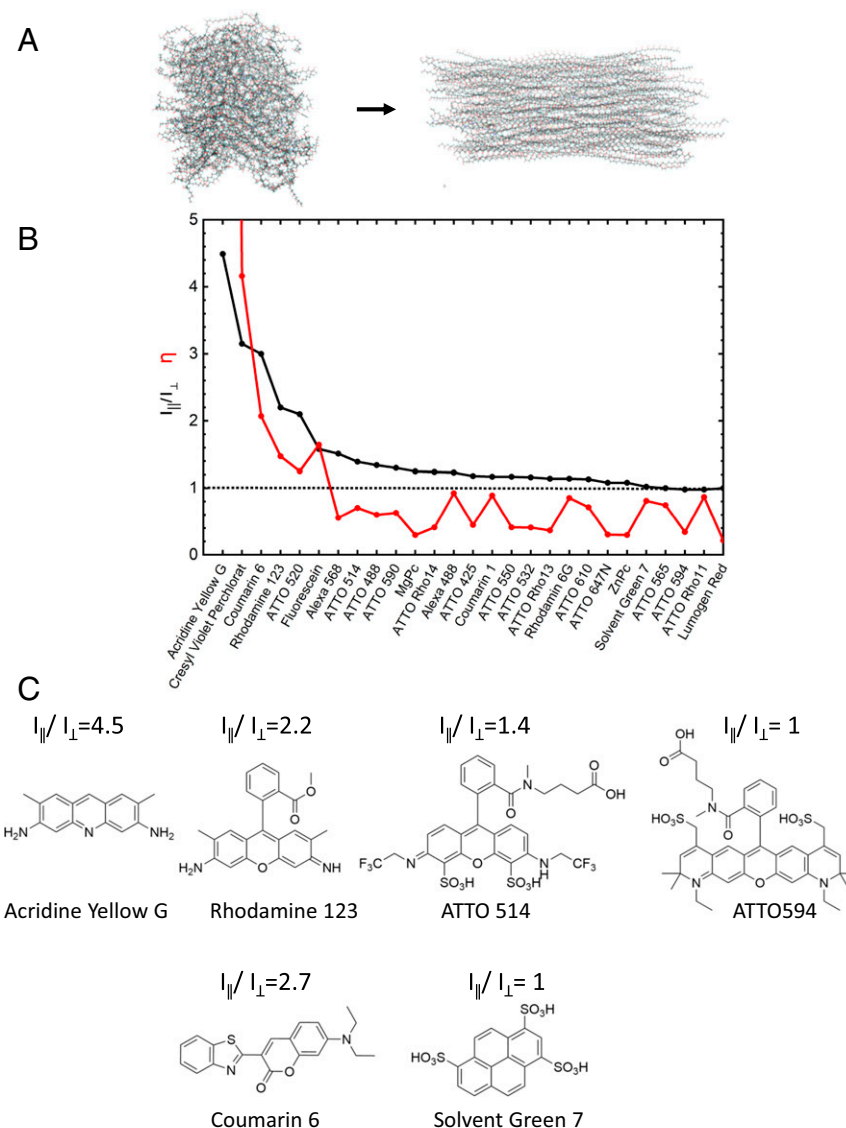 A
B
5
4
3
2
1
0
I∥/I⊥ η
Acridine Yellow G
Cresyl Violet Perchlorat
Coumarin 6
Rhodamine 123
ATTO 520
Fluorescein
Alexa 568
ATTO 514
ATTO 488
ATTO 590
MgPc
ATTO Rho14
Alexa 488
ATTO 425
Coumarin 1
ATTO 550
ATTO 532
ATTO Rho13
Rhodamin 6G
ATTO 610
ATTO 647N
ZnPc
Solvent Green 7
ATTO 565
ATTO 594
ATTO Rho11
Lumogen Red
C
I∥/ I⊥=4.5
I∥/ I⊥=2.2
I∥/ I⊥=1.4
I∥/ I⊥= 1
H₂N
N
NH₂
Acridine Yellow G
O
O
H₂N
O
NH
Rhodamine 123
N
O
O
OH
F₃C
N
O
N
H
CF₃
SO₃H
SO₃H
ATTO 514
OH
O
SO₃H
N
O
SO₃H
N
O
N
ATTO594
I∥/ I⊥=2.7
I∥/ I⊥= 1
S
N
O
O
N
Coumarin 6
SO₃H
HO₃S
SO₃H
Solvent Green 7